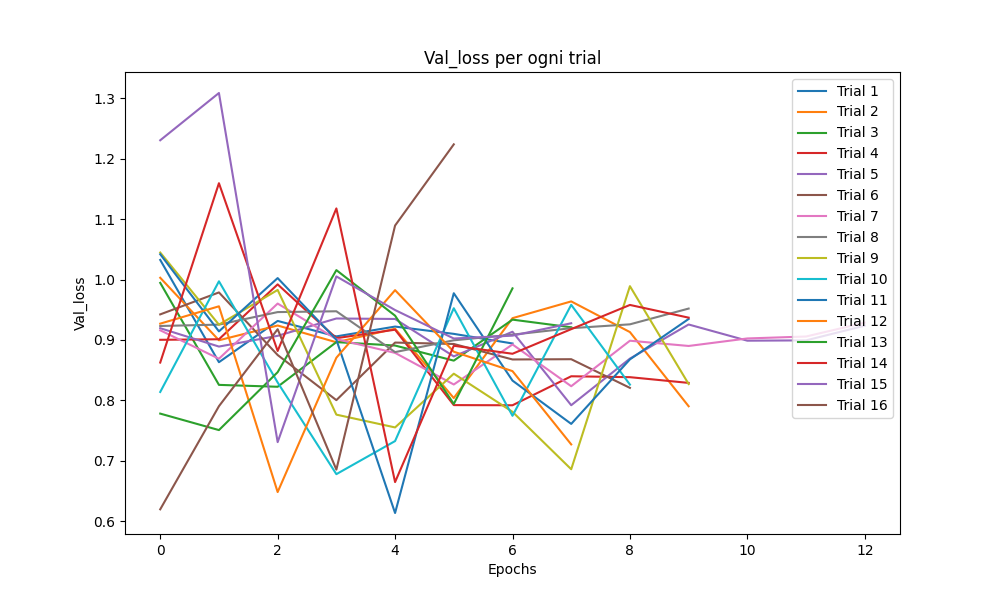 Val_loss per ogni trial
Val_loss
1.3
1.2
1.1
1.0
0.9
0.8
0.7
0.6
0
2
4
6
8
10
12
Epochs
Trial 1
Trial 2
Trial 3
Trial 4
Trial 5
Trial 6
Trial 7
Trial 8
Trial 9
Trial 10
Trial 11
Trial 12
Trial 13
Trial 14
Trial 15
Trial 16